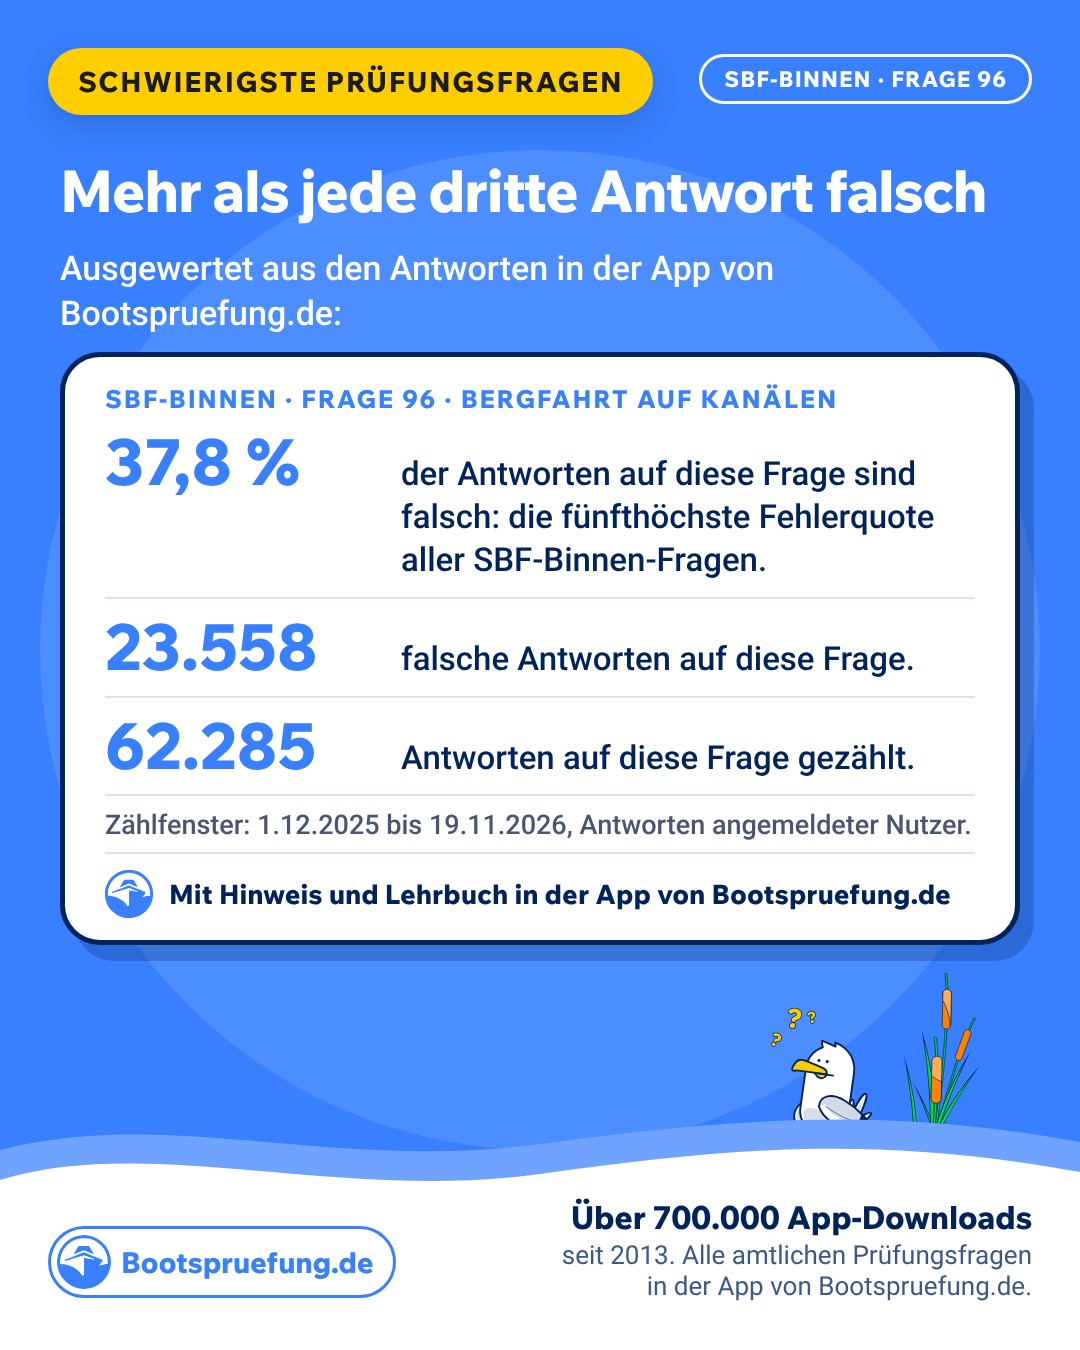 SCHWIERIGSTE PRÜFUNGSFRAGEN
SBF-BINNEN · FRAGE 96
Mehr als jede dritte Antwort falsch
Ausgewertet aus den Antworten in der App von
Bootspruefung.de:
SBF-BINNEN · FRAGE 96 · BERGFAHRT AUF KANÄLEN
37,8 %
der Antworten auf diese Frage sind
falsch: die fünfthöchste Fehlerquote
aller SBF-Binnen-Fragen.
23.558
falsche Antworten auf diese Frage.
62.285
Antworten auf diese Frage gezählt.
Zählfenster: 1.12.2025 bis 19.11.2026, Antworten angemeldeter Nutzer.
Mit Hinweis und Lehrbuch in der App von Bootspruefung.de
? ? ?
Über 700.000 App-Downloads
seit 2013. Alle amtlichen Prüfungsfragen
in der App von Bootspruefung.de.
Bootspruefung.de